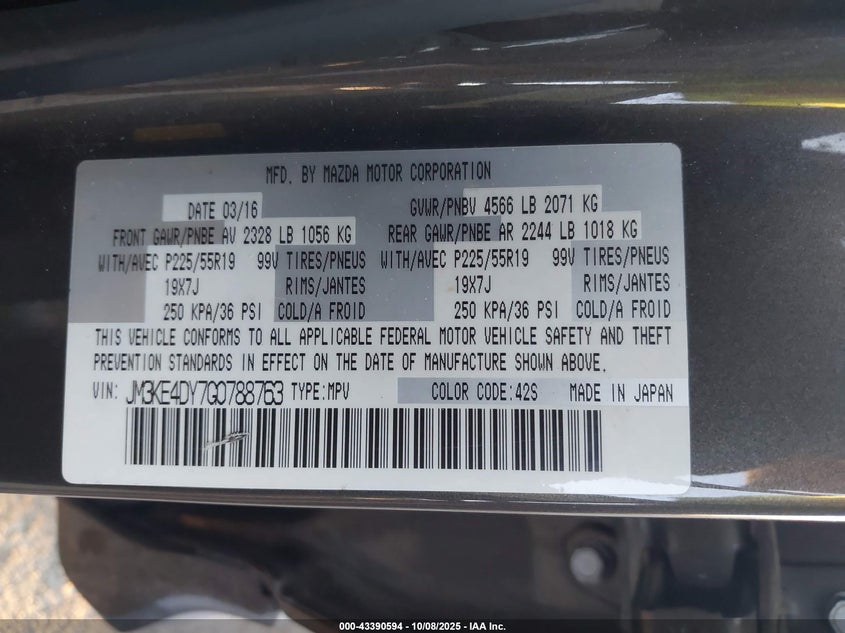 MFD. BY MAZDA MOTOR CORPORATION
DATE 03/16 GVWR/PNBV 4566 LB 2071 KG
FRONT GAWR/PNBE AV 2328 LB 1056 KG REAR GAWR/PNBE AR 2244 LB 1018 KG
WITH/AVEC P225/55R19 99V TIRES/PNEUS WITH/AVEC P225/55R19 99V TIRES/PNEUS
19X7J RIMS/JANTES 19X7J RIMS/JANTES
250 KPA/36 PSI COLD/A FROID 250 KPA/36 PSI COLD/A FROID
THIS VEHICLE CONFORMS TO ALL APPLICABLE FEDERAL MOTOR VEHICLE SAFETY AND THEFT
PREVENTION STANDARDS IN EFFECT ON THE DATE OF MANUFACTURE SHOWN ABOVE.
VIN: JM3KE4DY7G0788763 TYPE:MPV COLOR CODE:42S MADE IN JAPAN
000-43390594 - 10/08/2025 - IAA Inc.